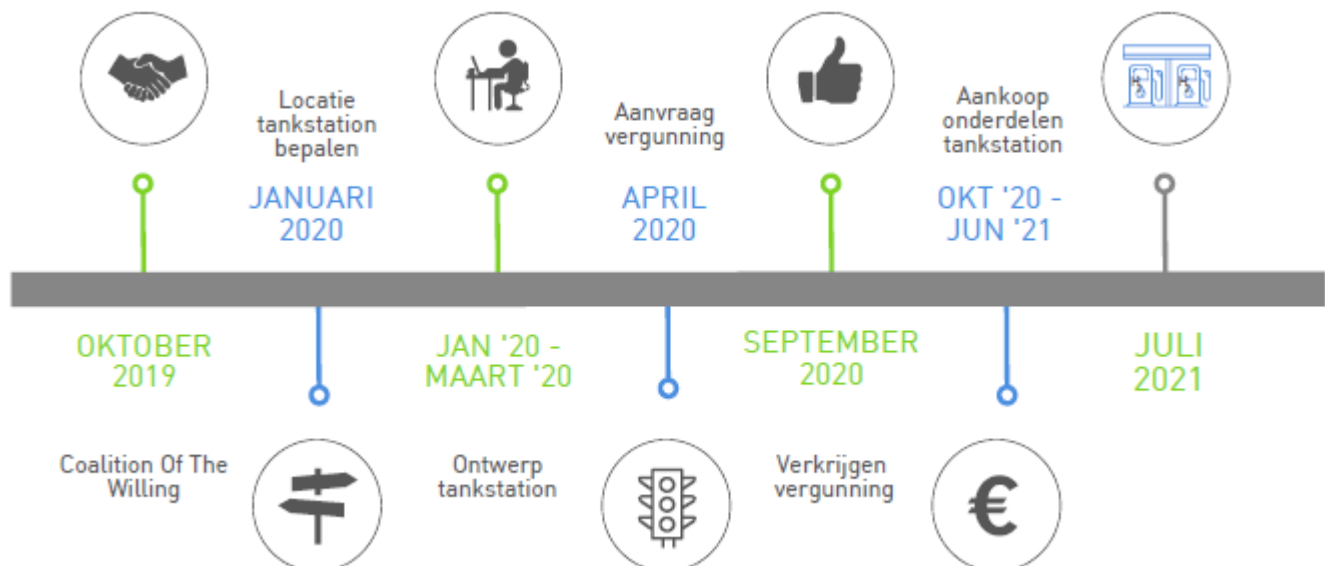 Locatie
tankstation
bepalen
JANUARI
2020
Aanvraag
vergunning
APRIL
2020
Aankoop
onderdelen
tankstation
OKT '20 -
JUN '21
OKTOBER
2019
Coalition Of The
Willing
JAN '20 -
MAART '20
Ontwerp
tankstation
SEPTEMBER
2020
Verkrijgen
vergunning
€
JULI
2021